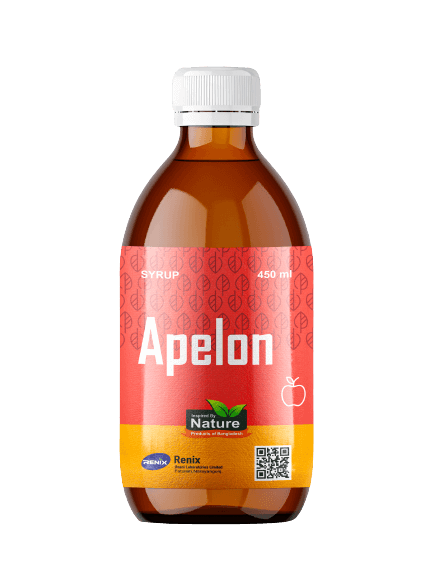 SYRUP 450 ml
Apelon
Inspired By
Nature
Products of Bangladesh
RENIX
Renix